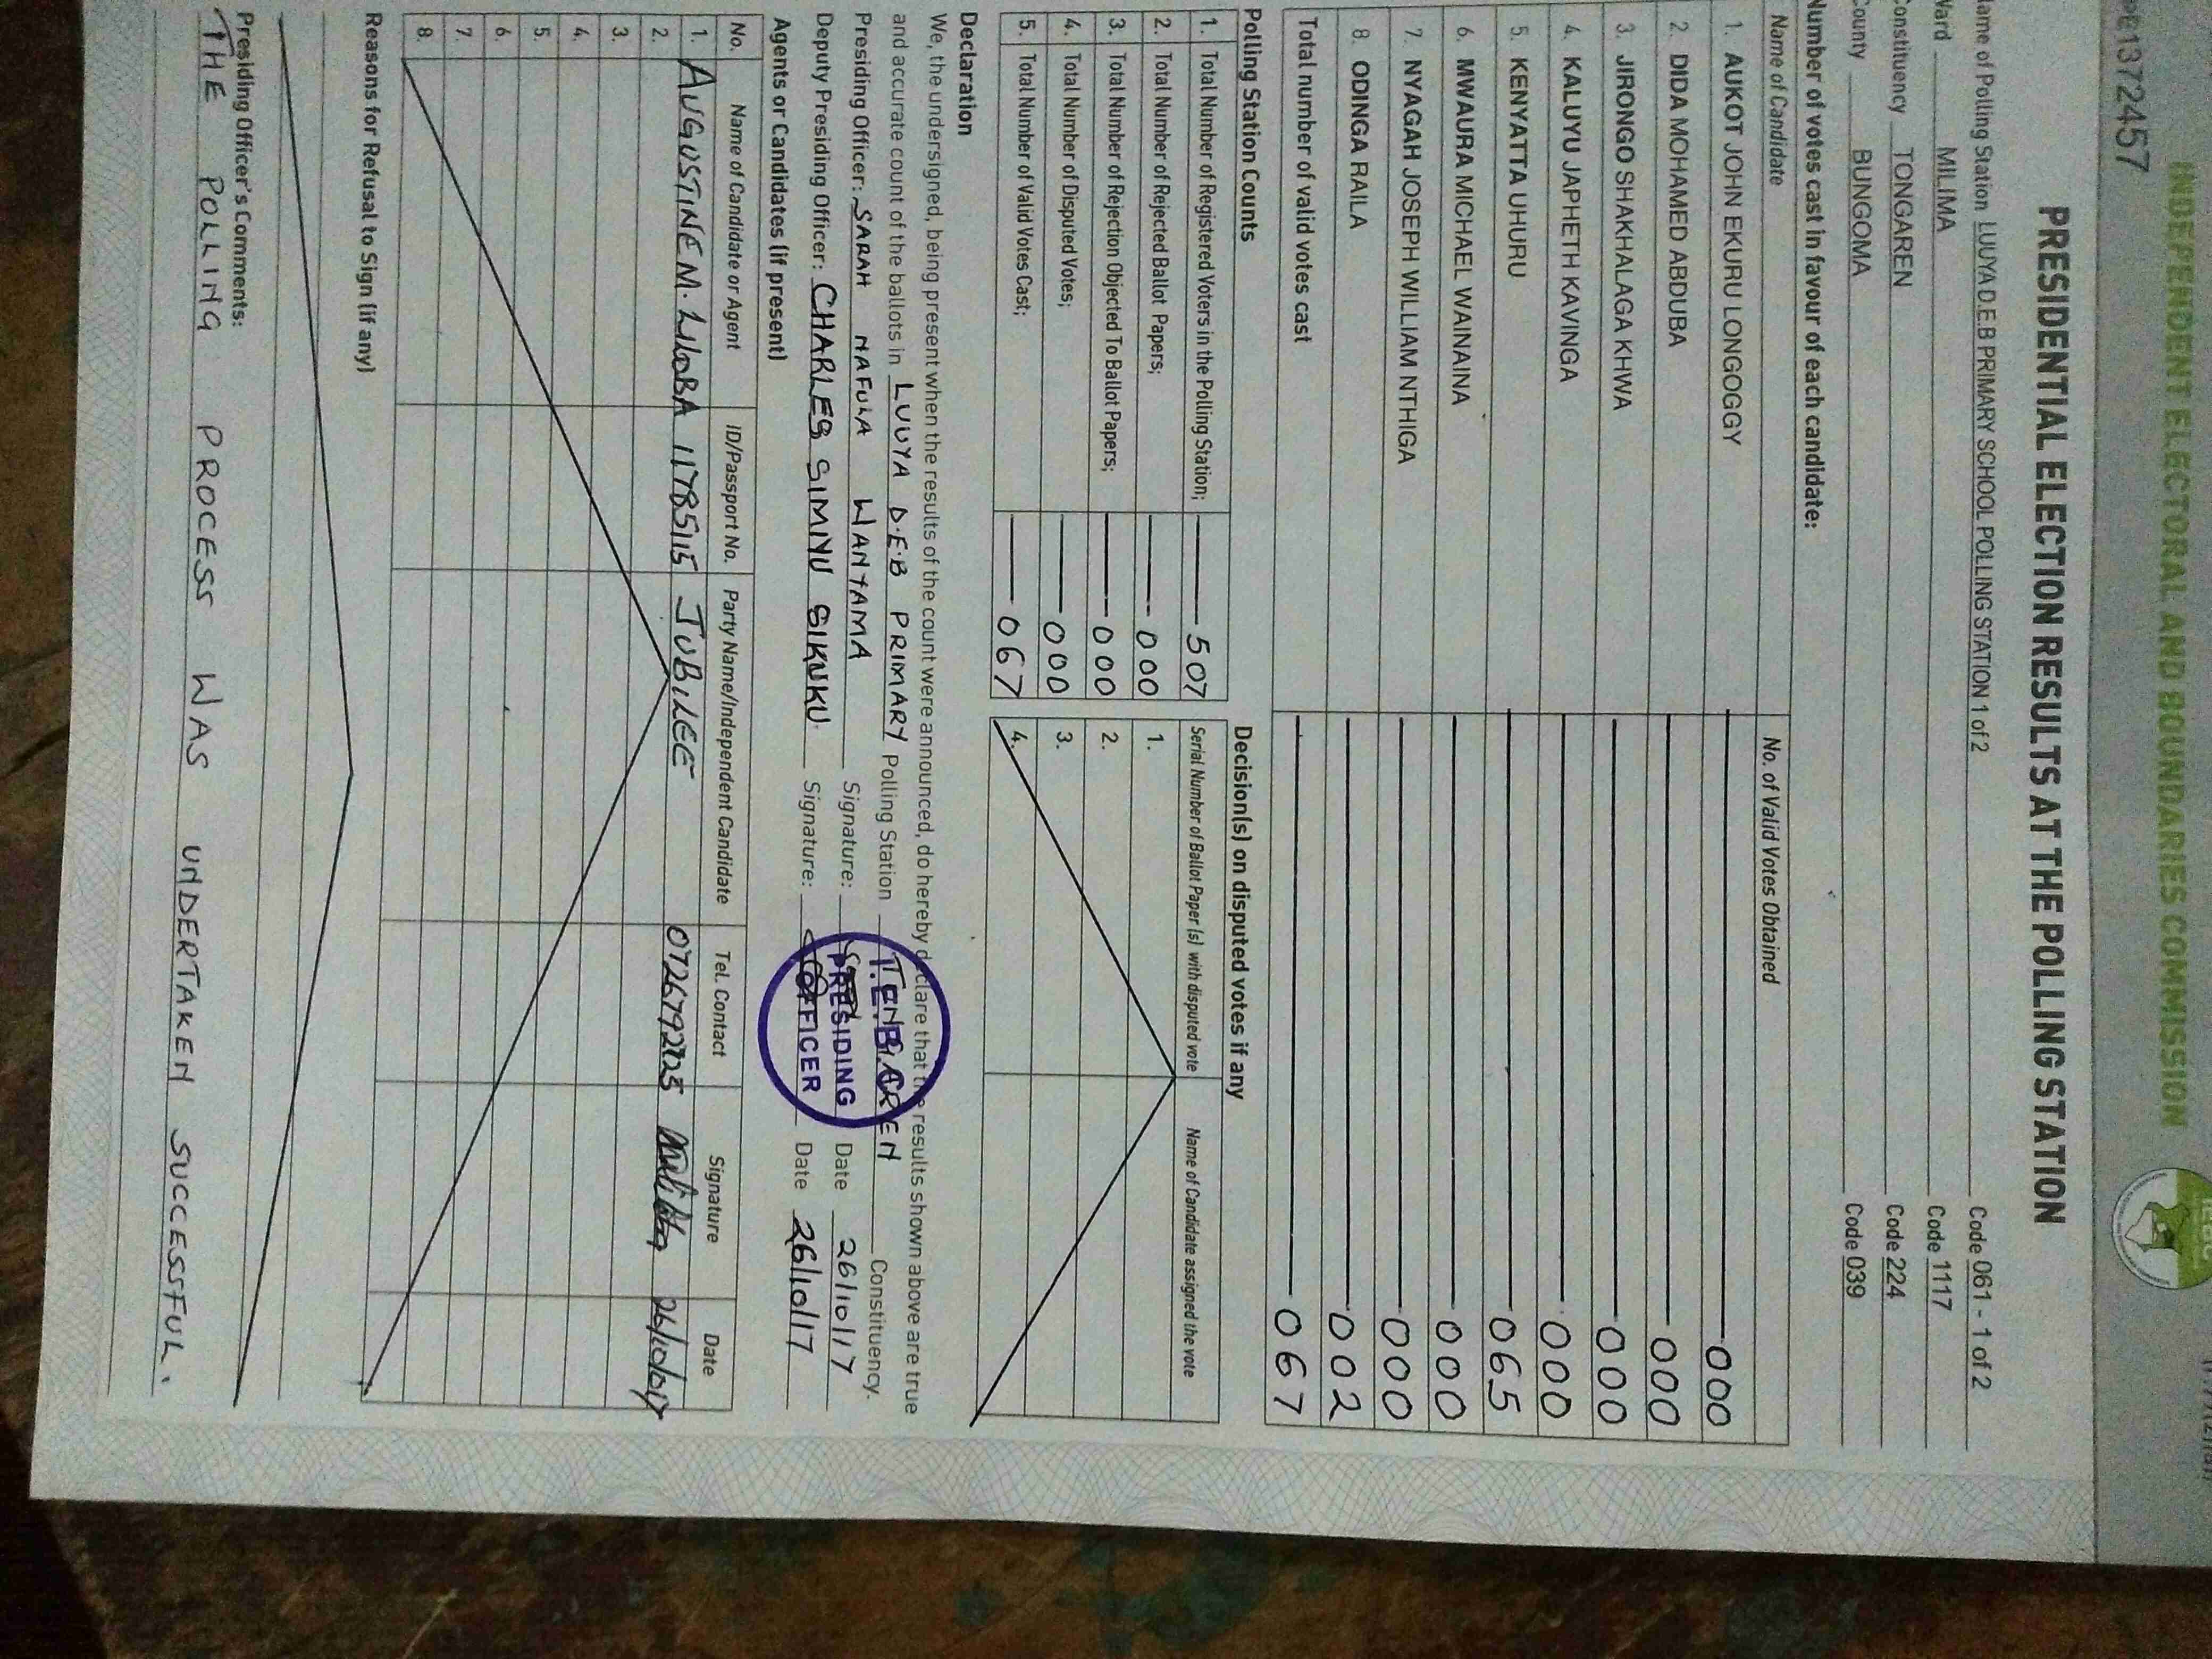 INDEPENDENT ELECTORAL AND BOUNDARIES COMMISSION
PE1372457
PRESIDENTIAL ELECTION RESULTS AT THE POLLING STATION
Name of Polling Station LUUYA D.E.B PRIMARY SCHOOL POLLING STATION 1 of 2 Code 061 - 1 of 2
Ward MILIMA Code 1117
Constituency TONGAREN Code 224
County BUNGOMA Code 039
Number of votes cast in favour of each candidate:
Name of Candidate No. of Valid Votes Obtained
1. AUKOT JOHN EKURU LONGOGGY 000
2. DIDA MOHAMED ABDUBA 000
3. JIRONGO SHAKHALAGA KHWA 000
4. KALUYU JAPHETH KAVINGA 000
5. KENYATTA UHURU 065
6. MWAURA MICHAEL WAINAINA 000
7. NYAGAH JOSEPH WILLIAM NTHIGA 000
8. ODINGA RAILA 002
Total number of valid votes cast 067
Polling Station Counts
1. Total Number of Registered Voters in the Polling Station; 507
2. Total Number of Rejected Ballot Papers; 000
3. Total Number of Rejection Objected To Ballot Papers; 000
4. Total Number of Disputed Votes; 000
5. Total Number of Valid Votes Cast; 067
Decision(s) on disputed votes if any
Serial Number of Ballot Paper (s) with disputed vote Name of Candidate assigned the vote
1.
2.
3.
4.
Declaration
We, the undersigned, being present when the results of the count were announced, do hereby declare that the results shown above are true
and accurate count of the ballots in LUUYA D.E.B PRIMARY Polling Station TONGAREN Constituency.
Presiding Officer: SARAH NAFULA WANYAMA Signature: Date 26/10/17
Deputy Presiding Officer: CHARLES SIMIYU SIKUKU. Signature: Date 26/10/17
I.E.B.C
PRESIDING
OFFICER
Agents or Candidates (if present)
No. Name of Candidate or Agent ID/Passport No. Party Name/Independent Candidate Tel. Contact Signature Date
1. AUGUSTINE M. LILOBA 11785115 JUBILEE 0726792725 26/10/17
2.
3.
4.
5.
6.
7.
8.
Reasons for Refusal to Sign (if any)
Presiding Officer's Comments:
THE POLLING PROCESS WAS UNDERTAKEN SUCCESSFUL.